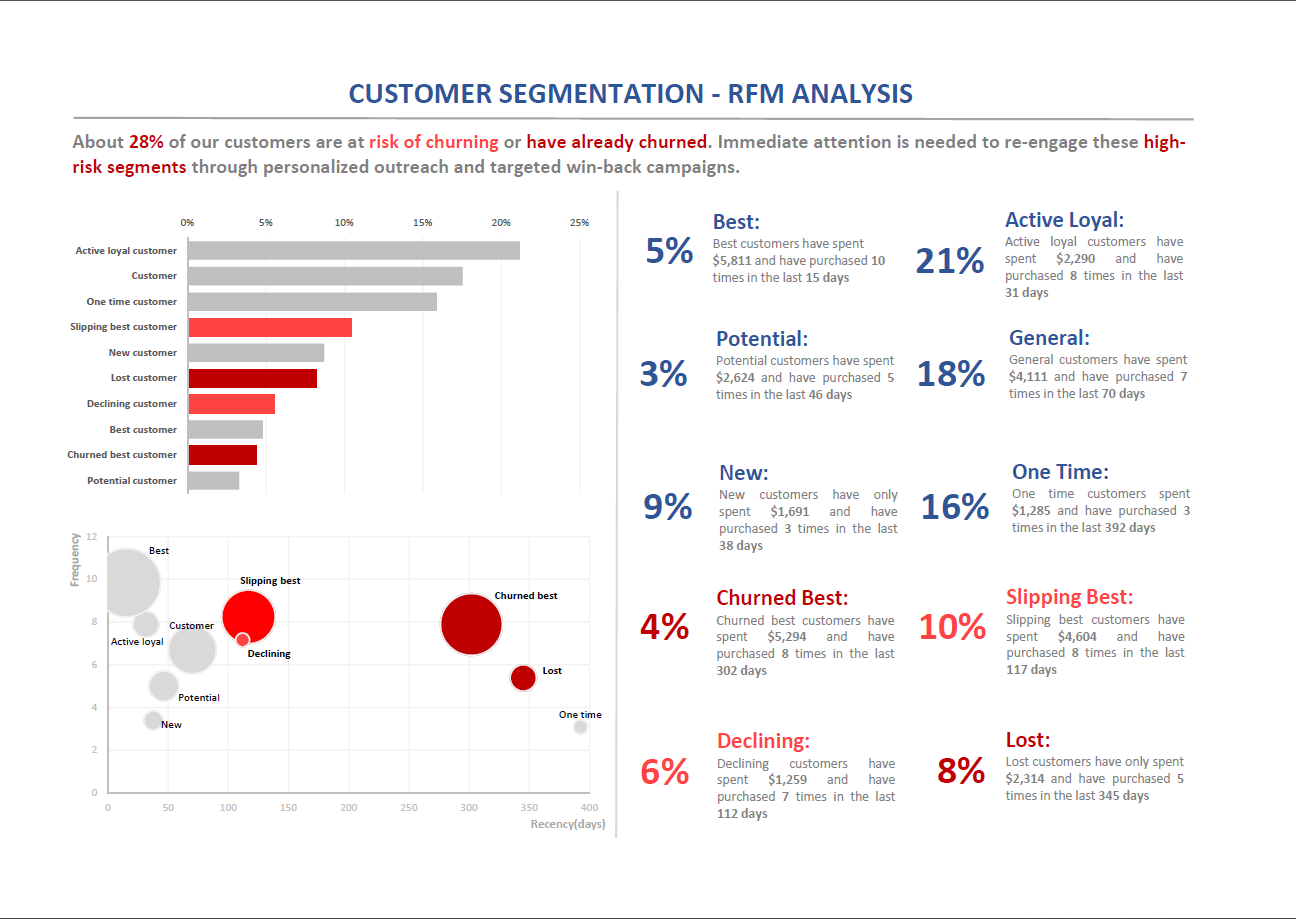 CUSTOMER SEGMENTATION - RFM ANALYSIS
About 28% of our customers are at risk of churning or have already churned. Immediate attention is needed to re-engage these high-
risk segments through personalized outreach and targeted win-back campaigns.
0% 5% 10% 15% 20% 25%
Active loyal customer
Customer
One time customer
Slipping best customer
New customer
Lost customer
Declining customer
Best customer
Churned best customer
Potential customer
Frequency
12
10
8
6
4
2
0
Best
Slipping best
Churned best
Customer
Active loyal
Declining
Lost
Potential
One time
New
0 50 100 150 200 250 300 350 400
Recency(days)
5%
Best:
Best customers have spent
$5,811 and have purchased 10
times in the last 15 days
21%
Active Loyal:
Active loyal customers have
spent $2,290 and have
purchased 8 times in the last
31 days
3%
Potential:
Potential customers have spent
$2,624 and have purchased 5
times in the last 46 days
18%
General:
General customers have spent
$4,111 and have purchased 7
times in the last 70 days
9%
New:
New customers have only
spent $1,691 and have
purchased 3 times in the last
38 days
16%
One Time:
One time customers spent
$1,285 and have purchased 3
times in the last 392 days
4%
Churned Best:
Churned best customers have
spent $5,294 and have
purchased 8 times in the last
302 days
10%
Slipping Best:
Slipping best customers have
spent $4,604 and have
purchased 8 times in the last
117 days
6%
Declining:
Declining customers have
spent $1,259 and have
purchased 7 times in the last
112 days
8%
Lost:
Lost customers have only spent
$2,314 and have purchased 5
times in the last 345 days